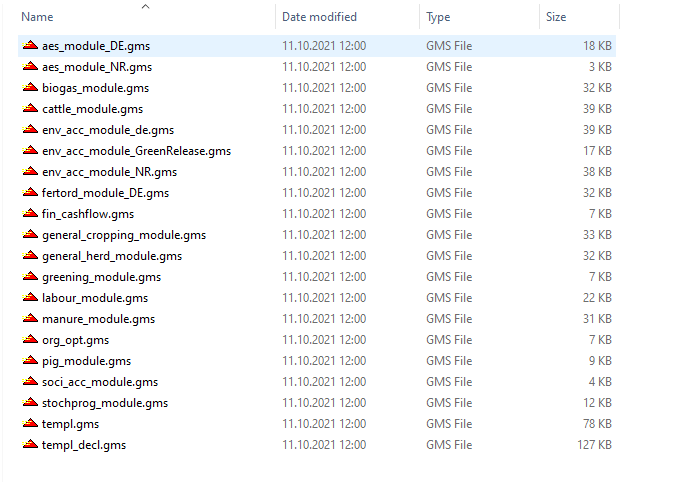 Name Date modified Type Size
aes_module_DE.gms 11.10.2021 12:00 GMS File 18 KB
aes_module_NR.gms 11.10.2021 12:00 GMS File 3 KB
biogas_module.gms 11.10.2021 12:00 GMS File 32 KB
cattle_module.gms 11.10.2021 12:00 GMS File 39 KB
env_acc_module_de.gms 11.10.2021 12:00 GMS File 39 KB
env_acc_module_GreenRelease.gms 11.10.2021 12:00 GMS File 17 KB
env_acc_module_NR.gms 11.10.2021 12:00 GMS File 38 KB
fertord_module_DE.gms 11.10.2021 12:00 GMS File 32 KB
fin_cashflow.gms 11.10.2021 12:00 GMS File 7 KB
general_cropping_module.gms 11.10.2021 12:00 GMS File 33 KB
general_herd_module.gms 11.10.2021 12:00 GMS File 32 KB
greening_module.gms 11.10.2021 12:00 GMS File 7 KB
labour_module.gms 11.10.2021 12:00 GMS File 22 KB
manure_module.gms 11.10.2021 12:00 GMS File 31 KB
org_opt.gms 11.10.2021 12:00 GMS File 7 KB
pig_module.gms 11.10.2021 12:00 GMS File 9 KB
soci_acc_module.gms 11.10.2021 12:00 GMS File 4 KB
stochprog_module.gms 11.10.2021 12:00 GMS File 12 KB
templ.gms 11.10.2021 12:00 GMS File 78 KB
templ_decl.gms 11.10.2021 12:00 GMS File 127 KB